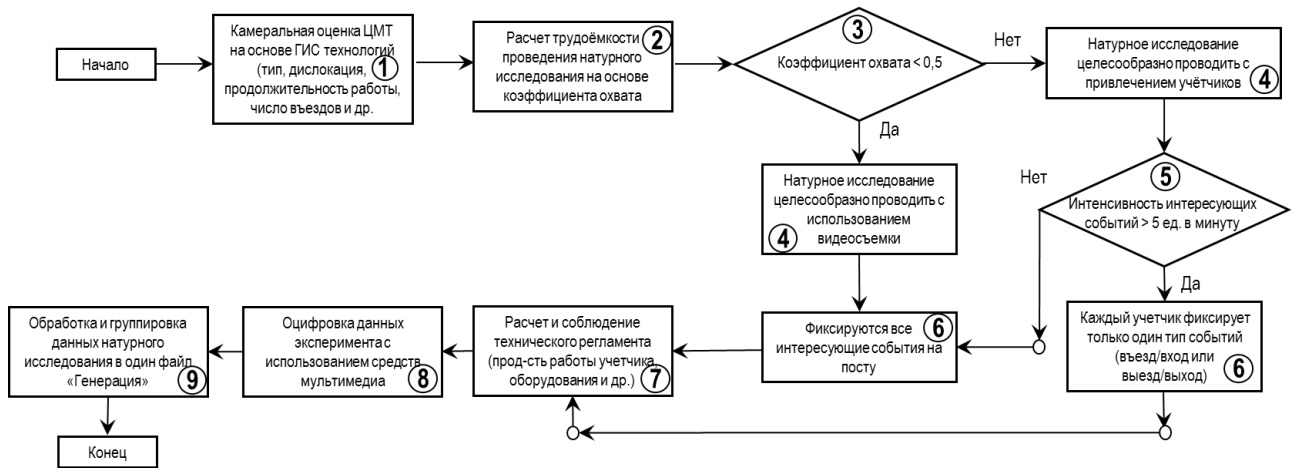 Начало
Камеральная оценка ЦМТ
на основе ГИС технологий
(тип, дислокация,
продолжительность работы,
число въездов и др.
1
Расчет трудоёмкости
проведения натурного
исследования на основе
коэффициента охвата
2
3
Коэффициент охвата < 0,5
Нет
Да
Натурное исследование
целесообразно проводить с
привлечением учётчиков
4
Натурное исследование
целесообразно проводить с
использованием
видеосъемки
4
5
Интенсивность интересующих
событий > 5 ед. в минуту
Нет
Да
Каждый учетчик фиксирует
только один тип событий
(въезд/вход или
выезд/выход)
6
Фиксируются все
интересующие события на
посту
6
Расчет и соблюдение
технического регламента
(прод-сть работы учетчика,
оборудования и др.)
7
Оцифровка данных
эксперимента с
использованием средств
мультимедиа
8
Обработка и группировка
данных натурного
исследования в один файл
«Генерация»
9
Конец